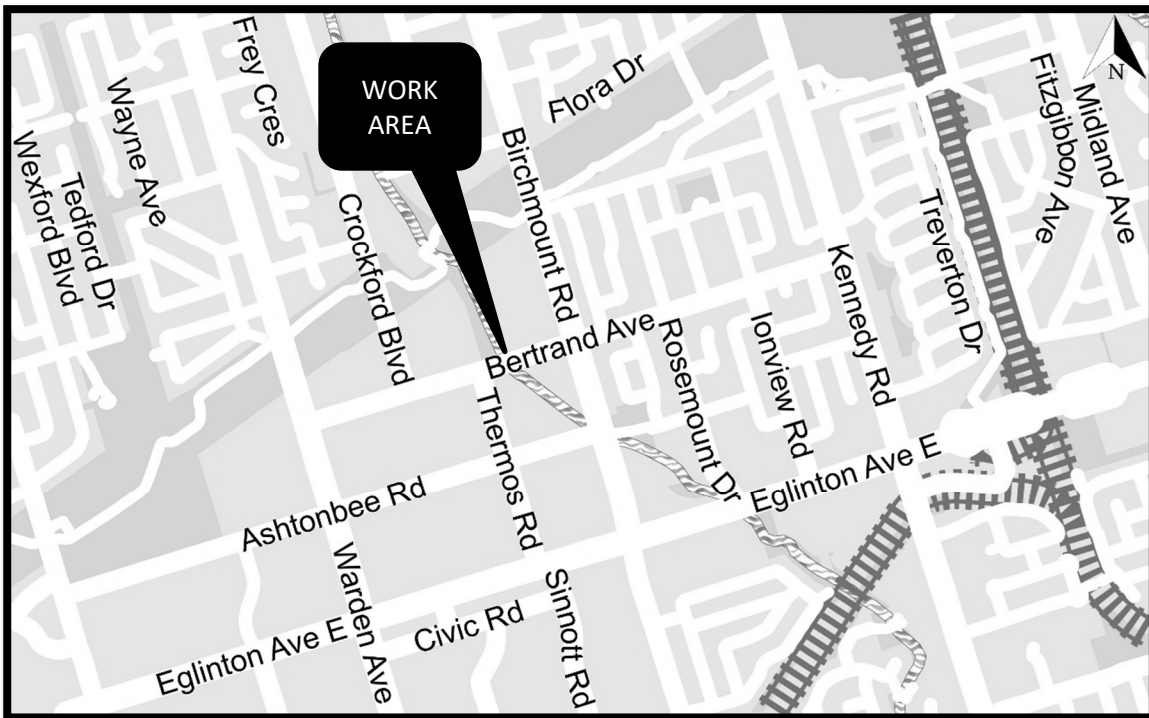 Frey Cres
Wayne Ave
Wexford Blvd
Tedford Dr
WORK
AREA
Flora Dr
Birchmount Rd
Crockford Blvd
N
Midland Ave
Fitzgibbon Ave
Treverton Dr
Kennedy Rd
Ionview Rd
Rosemount Dr
Bertrand Ave
Thermos Rd
Eglinton Ave E
Ashtonbee Rd
Warden Ave
Civic Rd
Sinnott Rd
Eglinton Ave E